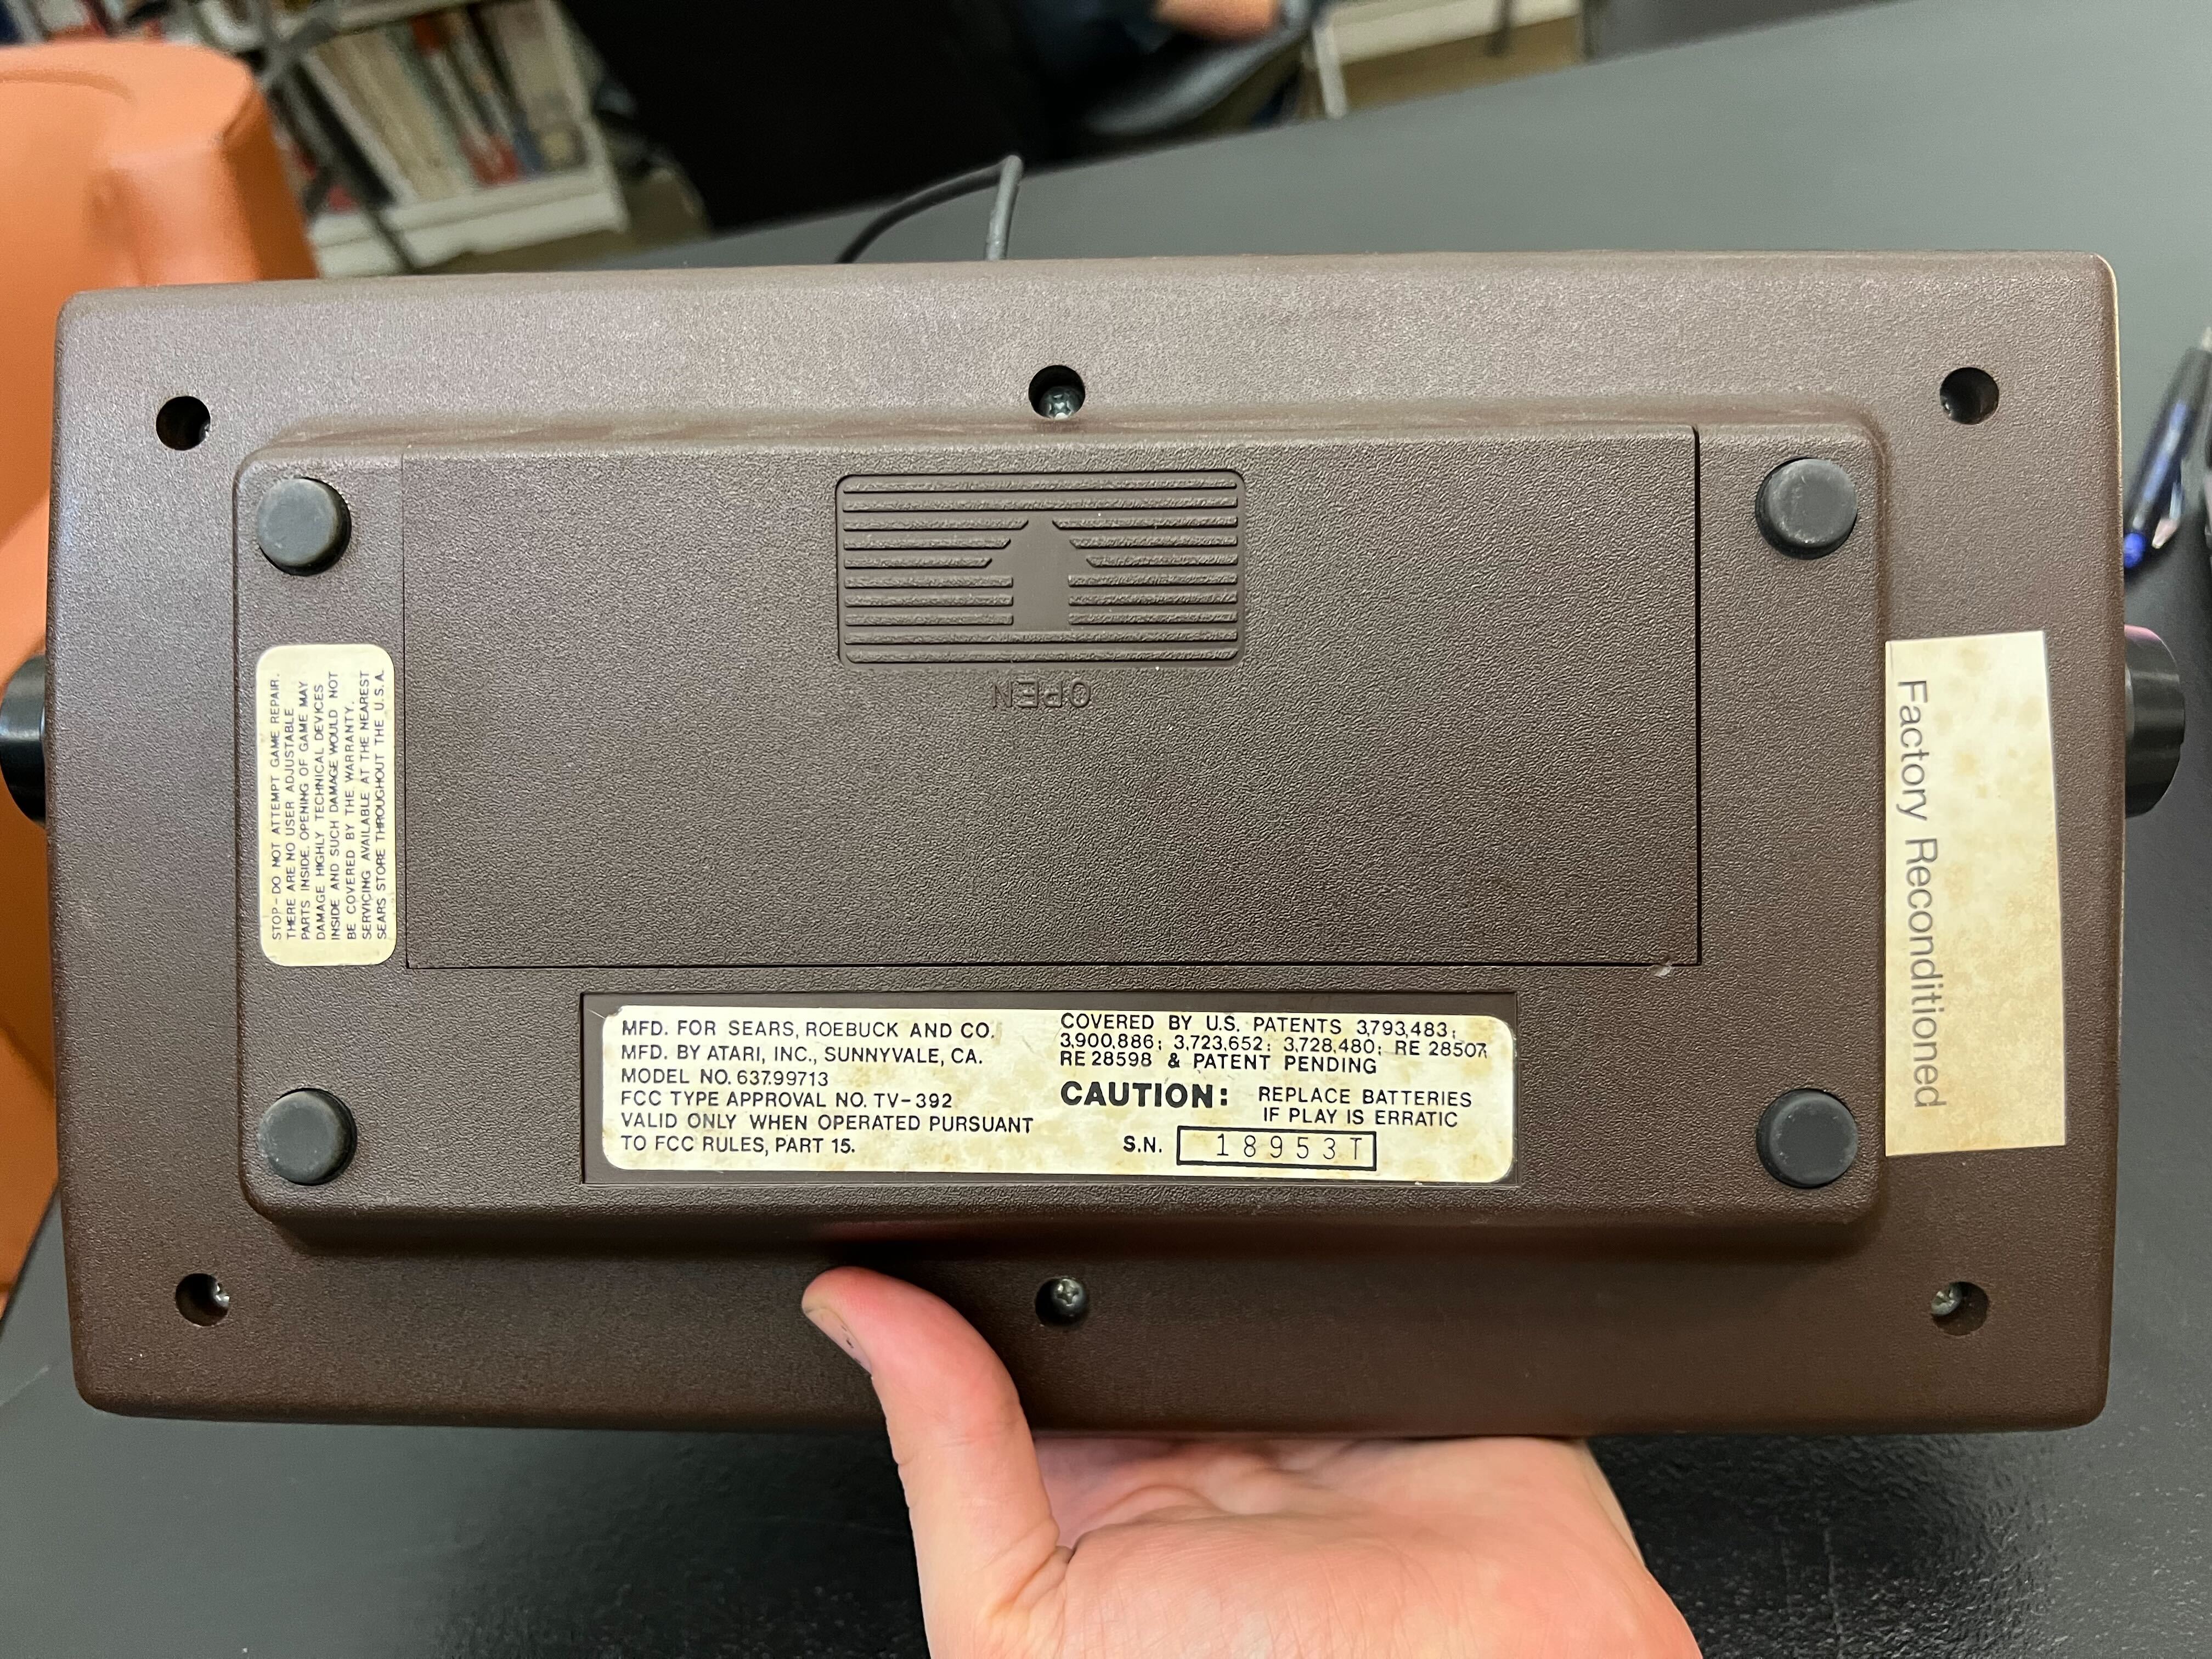 OPEN
STOP-DO NOT ATTEMPT GAME REPAIR.
THERE ARE NO USER ADJUSTABLE
PARTS INSIDE. OPENING OF GAME MAY
DAMAGE HIGHLY TECHNICAL DEVICES
INSIDE AND SUCH DAMAGE WOULD NOT
BE COVERED BY THE WARRANTY.
SERVICING AVAILABLE AT THE NEAREST
SEARS STORE THROUGHOUT THE U.S.A.
Factory Reconditioned
MFD. FOR SEARS, ROEBUCK AND CO.
MFD. BY ATARI, INC., SUNNYVALE, CA.
MODEL NO. 637.99713
FCC TYPE APPROVAL NO. TV-392
VALID ONLY WHEN OPERATED PURSUANT
TO FCC RULES, PART 15.
COVERED BY U.S. PATENTS 3,793,483;
3,900,886; 3,723,652; 3,728,480; RE 28507;
RE 28598 & PATENT PENDING
CAUTION: REPLACE BATTERIES
IF PLAY IS ERRATIC
S.N. 18953T